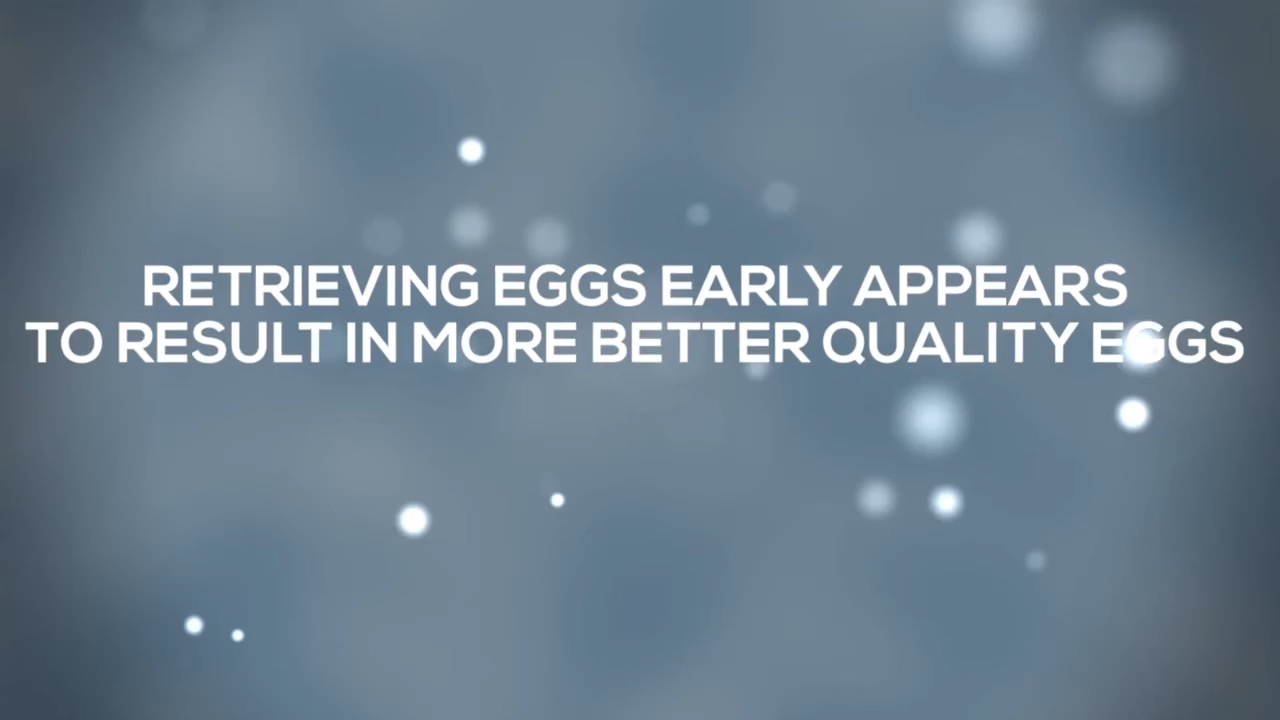 RETRIEVING EGGS EARLY APPEARS
TO RESULT IN MORE BETTER QUALITY EGGS